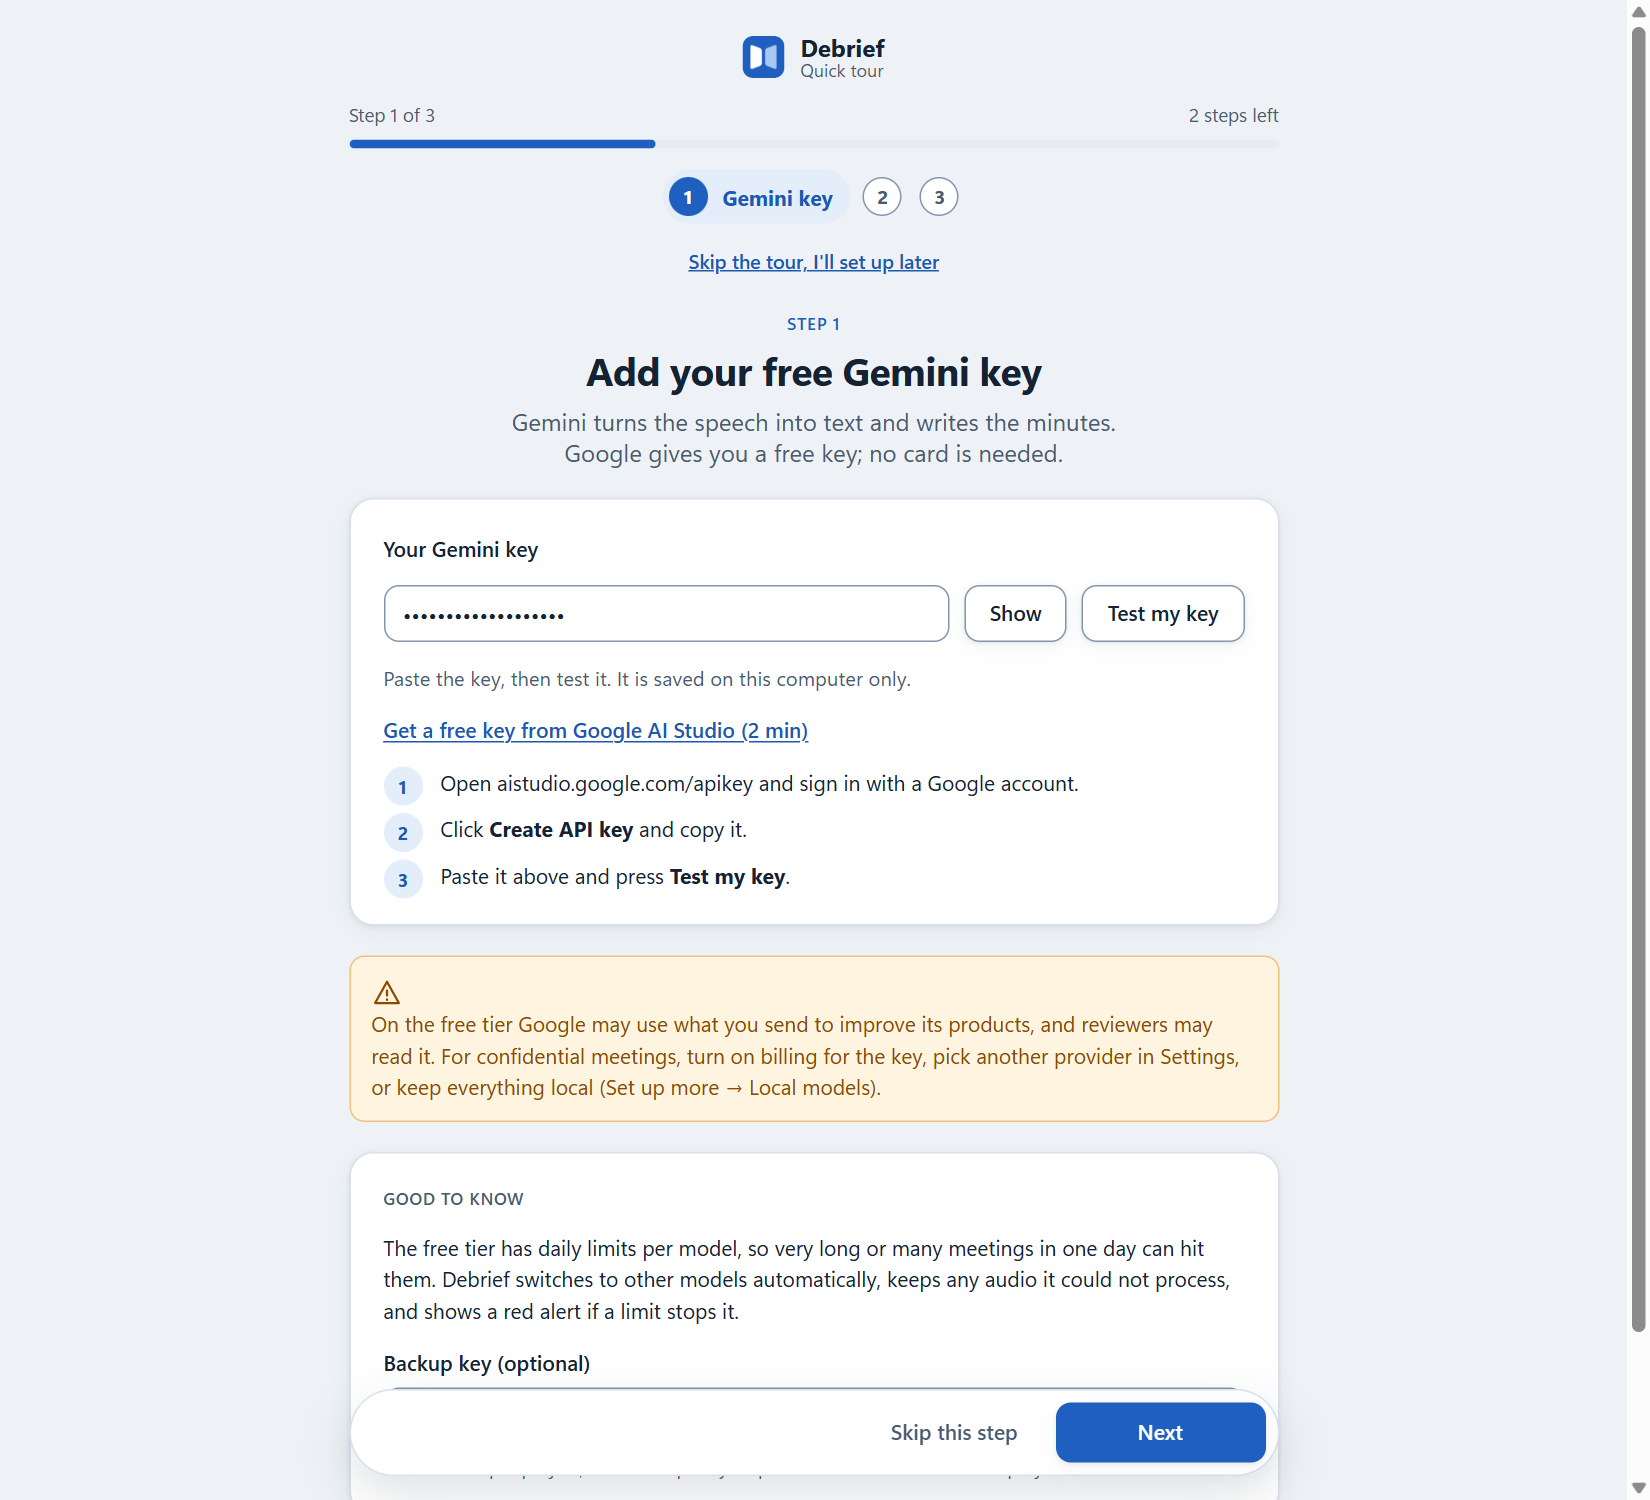 Debrief
Quick tour
Step 1 of 3
2 steps left
1 Gemini key 2 3
Skip the tour, I'll set up later
STEP 1
Add your free Gemini key
Gemini turns the speech into text and writes the minutes.
Google gives you a free key; no card is needed.
Your Gemini key
•••••••••••••••••••
Show
Test my key
Paste the key, then test it. It is saved on this computer only.
Get a free key from Google AI Studio (2 min)
1 Open aistudio.google.com/apikey and sign in with a Google account.
2 Click Create API key and copy it.
3 Paste it above and press Test my key.
On the free tier Google may use what you send to improve its products, and reviewers may
read it. For confidential meetings, turn on billing for the key, pick another provider in Settings,
or keep everything local (Set up more → Local models).
GOOD TO KNOW
The free tier has daily limits per model, so very long or many meetings in one day can hit
them. Debrief switches to other models automatically, keeps any audio it could not process,
and shows a red alert if a limit stops it.
Backup key (optional)
Skip this step
Next